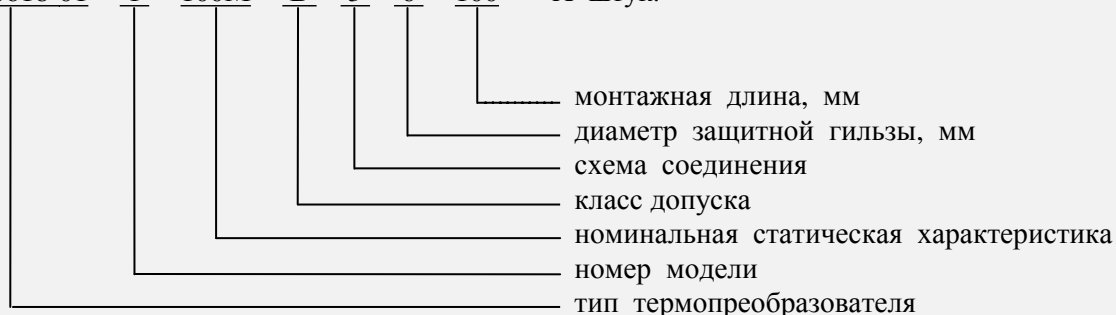 монтажная длина, мм
диаметр защитной гильзы, мм
схема соединения
класс допуска
номинальная статическая характеристика
номер модели
тип термопреобразователя